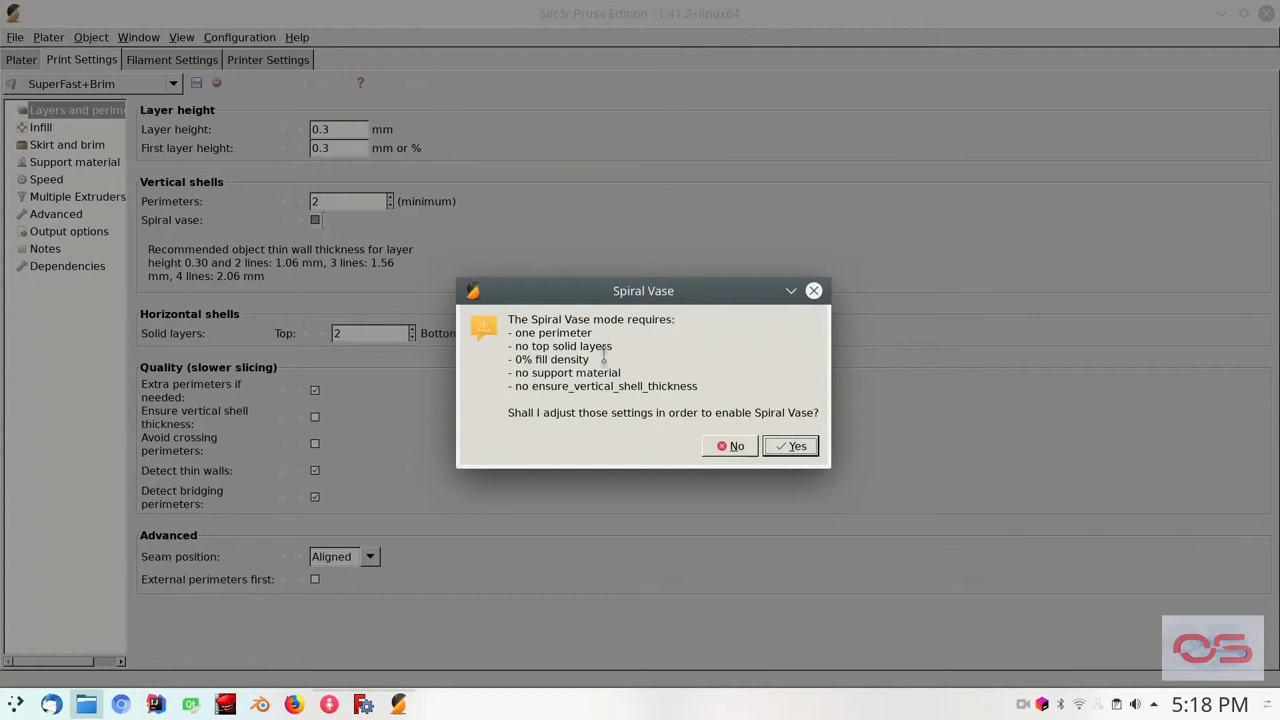 Slic3r Prusa Edition - 1.41.2+linux64
File Plater Object Window View Configuration Help
Plater Print Settings Filament Settings Printer Settings
SuperFast+Brim ?
Layers and perime
Infill
Skirt and brim
Support material
Speed
Multiple Extruders
Advanced
Output options
Notes
Dependencies
Layer height
Layer height: 0.3 mm
First layer height: 0.3 mm or %
Vertical shells
Perimeters: 2 (minimum)
Spiral vase:
Recommended object thin wall thickness for layer
height 0.30 and 2 lines: 1.06 mm, 3 lines: 1.56
mm, 4 lines: 2.06 mm
Horizontal shells
Solid layers: Top: 2 Botton
Quality (slower slicing)
Extra perimeters if
needed:
Ensure vertical shell
thickness:
Avoid crossing
perimeters:
Detect thin walls:
Detect bridging
perimeters:
Advanced
Seam position: Aligned
External perimeters first:
Spiral Vase
The Spiral Vase mode requires:
- one perimeter
- no top solid layers
- 0% fill density
- no support material
- no ensure_vertical_shell_thickness
Shall I adjust those settings in order to enable Spiral Vase?
No Yes
OS
5:18 PM